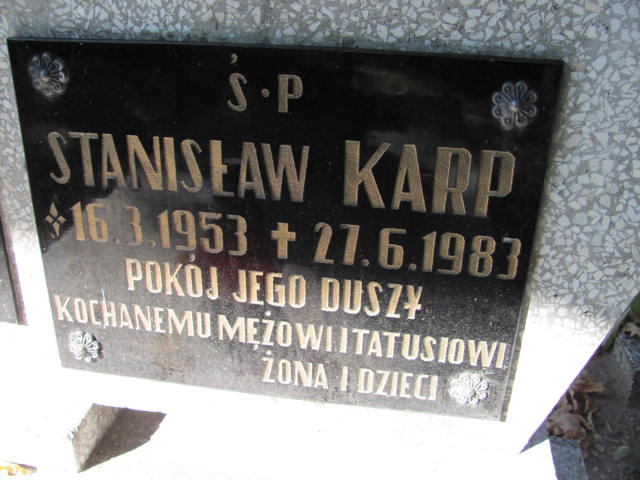 Ś·P
STANISŁAW KARP
16.3.1953 ✝ 27.6.1983
POKÓJ JEGO DUSZY
KOCHANEMU MĘŻOWI I TATUSIOWI
ŻONA I DZIECI